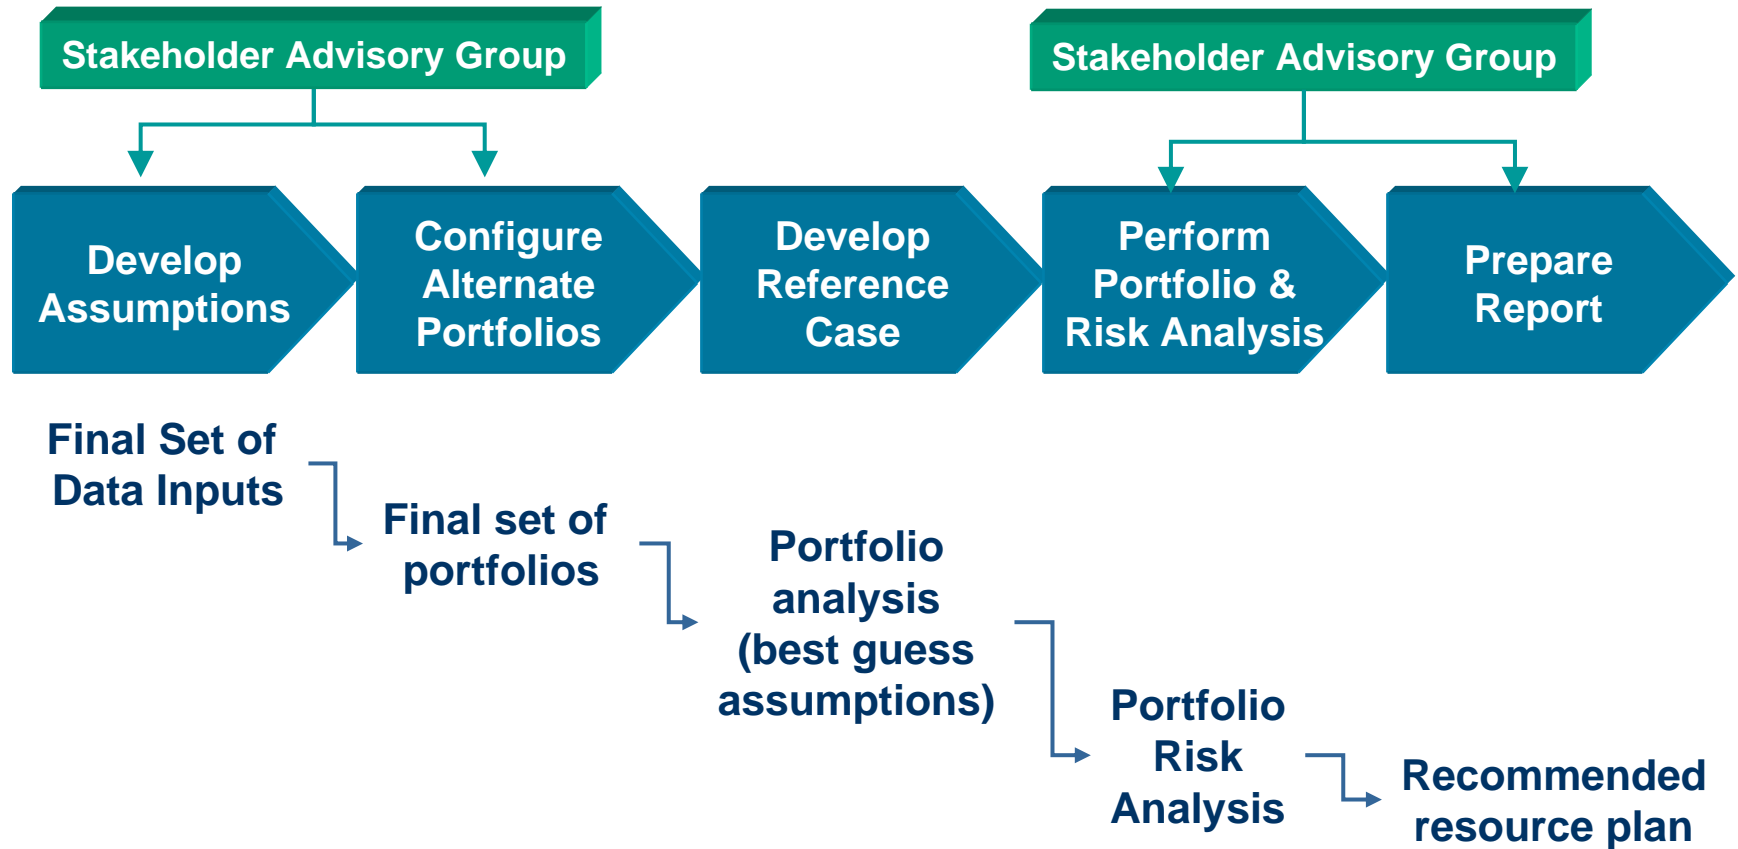 Stakeholder Advisory Group
Stakeholder Advisory Group
Develop
Assumptions
Configure
Alternate
Portfolios
Develop
Reference
Case
Perform
Portfolio &
Risk Analysis
Prepare
Report
Final Set of
Data Inputs
Final set of
portfolios
Portfolio
analysis
(best guess
assumptions)
Portfolio
Risk
Analysis
Recommended
resource plan